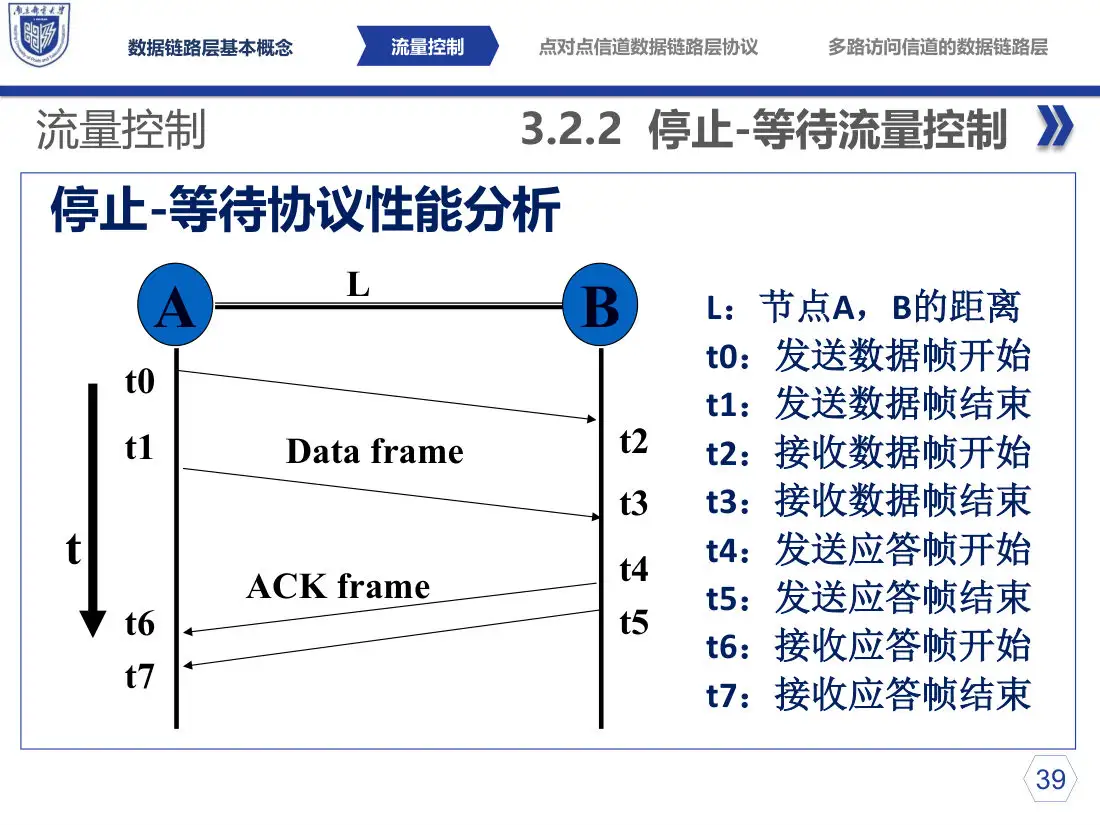 数据链路层基本概念
流量控制
点对点信道数据链路层协议
多路访问信道的数据链路层
流量控制
3.2.2 停止-等待流量控制
停止-等待协议性能分析
A
L
B
t0
t1
Data frame
t2
t3
t
ACK frame
t4
t5
t6
t7
L：节点A，B的距离
t0：发送数据帧开始
t1：发送数据帧结束
t2：接收数据帧开始
t3：接收数据帧结束
t4：发送应答帧开始
t5：发送应答帧结束
t6：接收应答帧开始
t7：接收应答帧结束
39